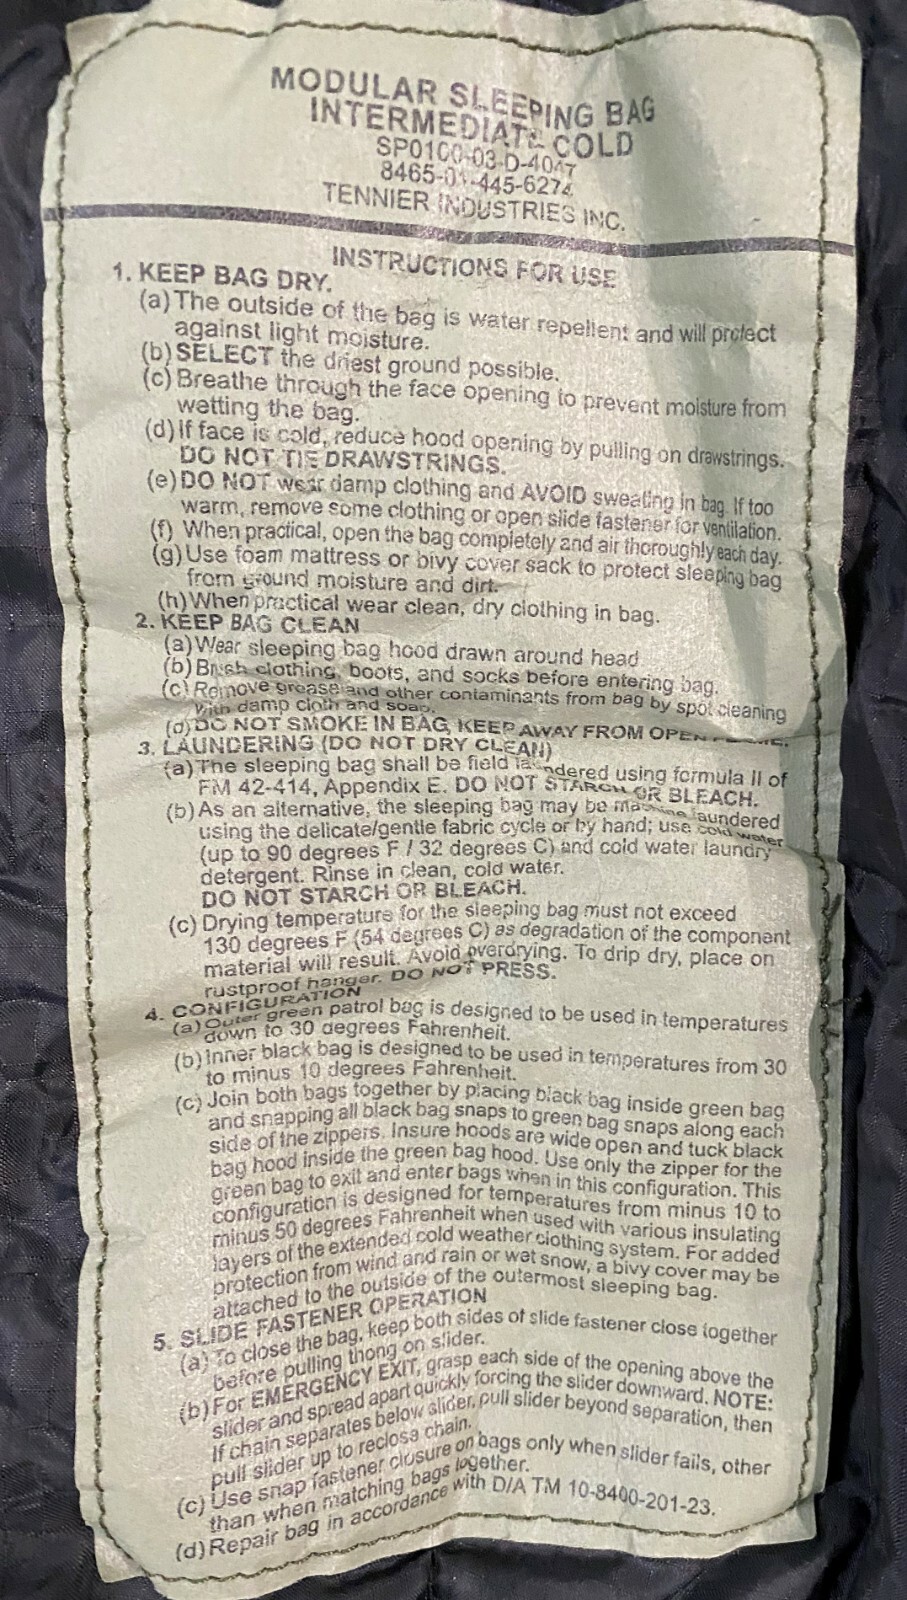 MODULAR SLEEPING BAG
INTERMEDIATE COLD
SP0100-03-D-4047
8465-01-445-6274
TENNIER INDUSTRIES INC.
INSTRUCTIONS FOR USE
1. KEEP BAG DRY.
(a) The outside of the bag is water repellent and will protect
against light moisture.
(b) SELECT the driest ground possible.
(c) Breathe through the face opening to prevent moisture from
wetting the bag.
(d) If face is cold, reduce hood opening by pulling on drawstrings.
DO NOT TIE DRAWSTRINGS.
(e) DO NOT wear damp clothing and AVOID sweating in bag. If too
warm, remove some clothing or open slide fastener for ventilation.
(f) When practical, open the bag completely and air thoroughly each day.
(g) Use foam mattress or bivy cover sack to protect sleeping bag
from ground moisture and dirt.
(h) When practical wear clean, dry clothing in bag.
2. KEEP BAG CLEAN
(a) Wear sleeping bag hood drawn around head
(b) Brush clothing, boots, and socks before entering bag.
(c) Remove grease and other contaminants from bag by spot cleaning
with damp cloth and soap.
(d) DO NOT SMOKE IN BAG, KEEP AWAY FROM OPEN
3. LAUNDERING (DO NOT DRY CLEAN)
(a) The sleeping bag shall be field laundered using formula II of
FM 42-414, Appendix E. DO NOT STARCH OR BLEACH.
(b) As an alternative, the sleeping bag may be machine laundered
using the delicate/gentle fabric cycle or by hand; use cold water
(up to 90 degrees F / 32 degrees C) and cold water laundry
detergent. Rinse in clean, cold water.
DO NOT STARCH OR BLEACH.
(c) Drying temperature for the sleeping bag must not exceed
130 degrees F (54 degrees C) as degradation of the component
material will result. Avoid overdrying. To drip dry, place on
rustproof hanger. DO NOT PRESS.
4. CONFIGURATION
(a) Outer green patrol bag is designed to be used in temperatures
down to 30 degrees Fahrenheit.
(b) Inner black bag is designed to be used in temperatures from 30
to minus 10 degrees Fahrenheit.
(c) Join both bags together by placing black bag inside green bag
and snapping all black bag snaps to green bag snaps along each
side of the zippers. Insure hoods are wide open and tuck black
bag hood inside the green bag hood. Use only the zipper for the
green bag to exit and enter bags when in this configuration. This
configuration is designed for temperatures from minus 10 to
minus 50 degrees Fahrenheit when used with various insulating
layers of the extended cold weather clothing system. For added
protection from wind and rain or wet snow, a bivy cover may be
attached to the outside of the outermost sleeping bag.
5. SLIDE FASTENER OPERATION
(a) To close the bag, keep both sides of slide fastener close together
before pulling thong on slider.
(b) For EMERGENCY EXIT, grasp each side of the opening above the
slider and spread apart quickly forcing the slider downward. NOTE:
If chain separates below slider, pull slider beyond separation, then
pull slider up to reclose chain.
(c) Use snap fastener closure on bags only when slider fails, other
than when matching bags together.
(d) Repair bag in accordance with D/A TM 10-8400-201-23.